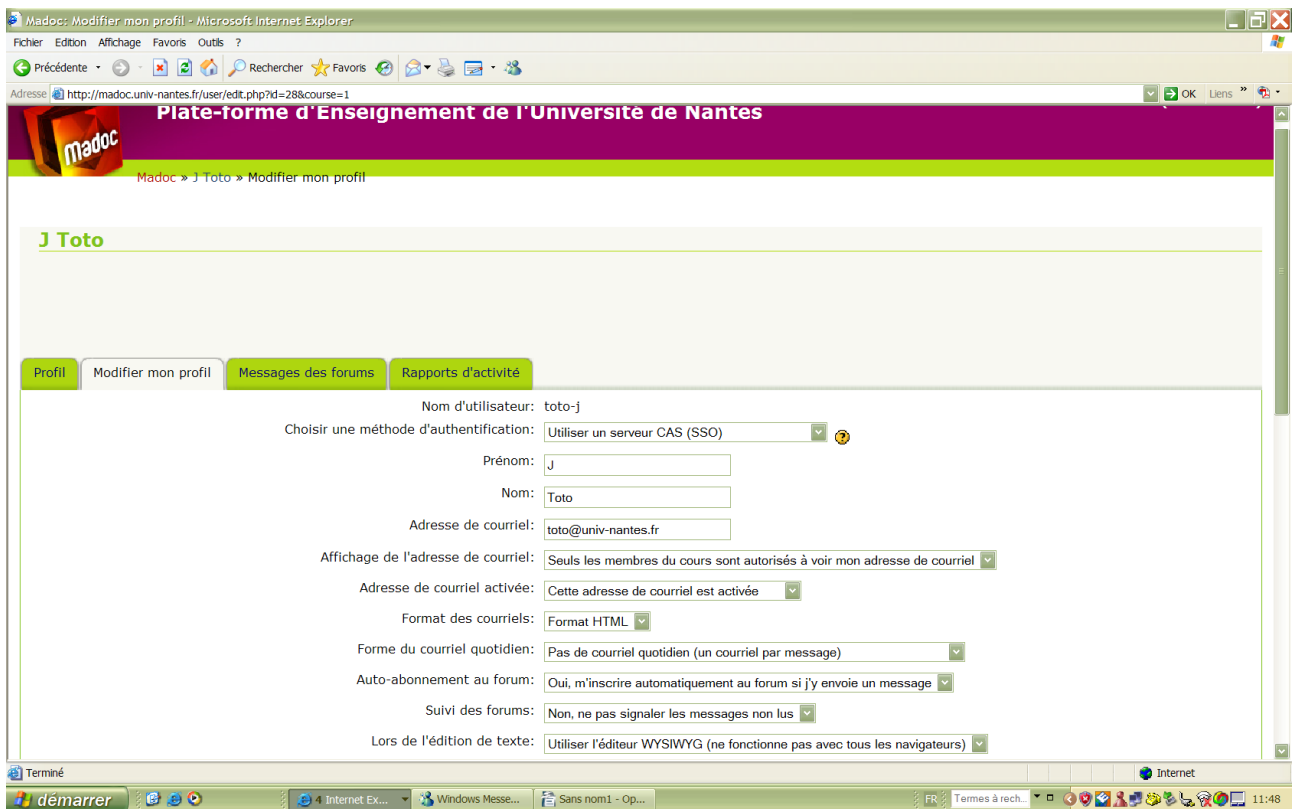 Madoc: Modifier mon profil - Microsoft Internet Explorer
Fichier Edition Affichage Favoris Outils ?
Précédente Rechercher Favoris
Adresse http://madoc.univ-nantes.fr/user/edit.php?id=28&course=1 OK Liens »
Plate-forme d'Enseignement de l'Université de Nantes
madoc
Madoc » J Toto » Modifier mon profil
J Toto
Profil Modifier mon profil Messages des forums Rapports d'activité
Nom d'utilisateur: toto-j
Choisir une méthode d'authentification: Utiliser un serveur CAS (SSO) ?
Prénom: J
Nom: Toto
Adresse de courriel: toto@univ-nantes.fr
Affichage de l'adresse de courriel: Seuls les membres du cours sont autorisés à voir mon adresse de courriel
Adresse de courriel activée: Cette adresse de courriel est activée
Format des courriels: Format HTML
Forme du courriel quotidien: Pas de courriel quotidien (un courriel par message)
Auto-abonnement au forum: Oui, m'inscrire automatiquement au forum si j'y envoie un message
Suivi des forums: Non, ne pas signaler les messages non lus
Lors de l'édition de texte: Utiliser l'éditeur WYSIWYG (ne fonctionne pas avec tous les navigateurs)
Terminé Internet
démarrer 4 Internet Ex... Windows Messe... Sans nom1 - Op... FR Termes à rech... 11:48